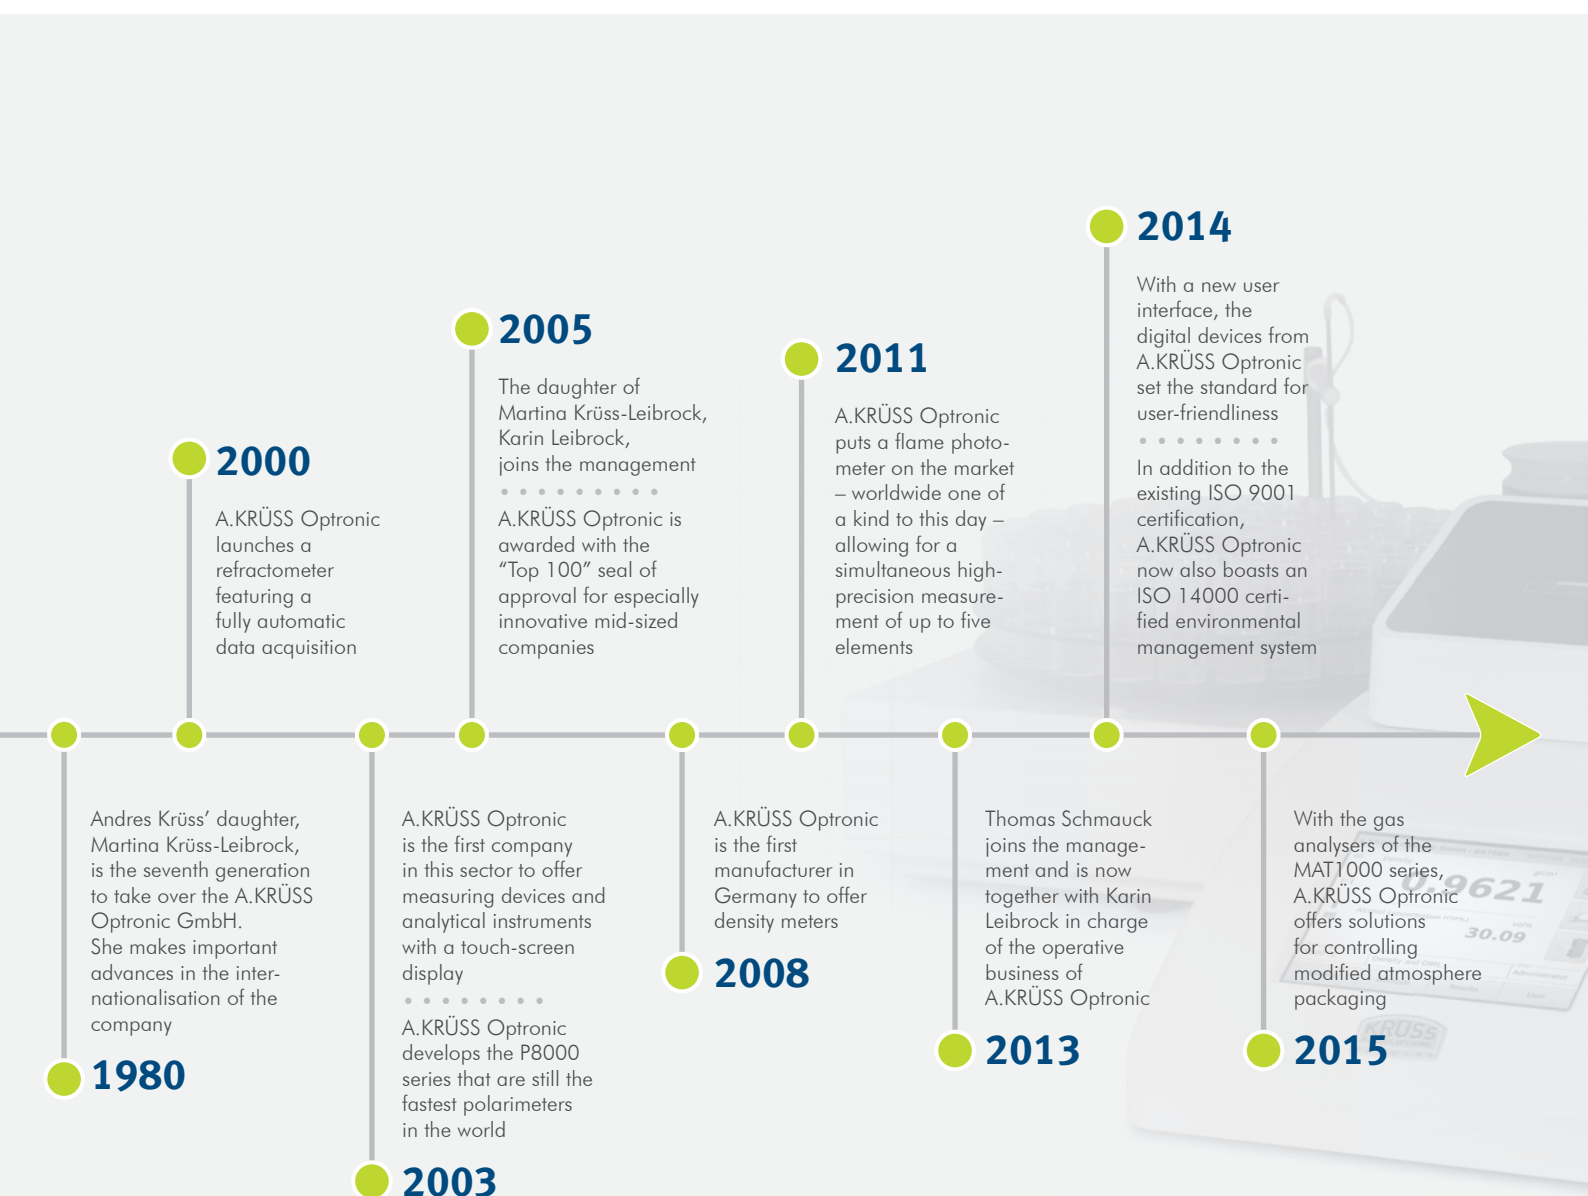 2014
With a new user
interface, the
digital devices from
A.KRÜSS Optronic
set the standard for
user-friendliness
In addition to the
existing ISO 9001
certification,
A.KRÜSS Optronic
now also boasts an
ISO 14000 certi-
fied environmental
management system
2005
The daughter of
Martina Krüss-Leibrock,
Karin Leibrock,
joins the management
A.KRÜSS Optronic is
awarded with the
“Top 100” seal of
approval for especially
innovative mid-sized
companies
2011
A.KRÜSS Optronic
puts a flame photo-
meter on the market
– worldwide one of
a kind to this day –
allowing for a
simultaneous high-
precision measure-
ment of up to five
elements
2000
A.KRÜSS Optronic
launches a
refractometer
featuring a
fully automatic
data acquisition
Andres Krüss’ daughter,
Martina Krüss-Leibrock,
is the seventh generation
to take over the A.KRÜSS
Optronic GmbH.
She makes important
advances in the inter-
nationalisation of the
company
1980
A.KRÜSS Optronic
is the first company
in this sector to offer
measuring devices and
analytical instruments
with a touch-screen
display
A.KRÜSS Optronic
develops the P8000
series that are still the
fastest polarimeters
in the world
2003
A.KRÜSS Optronic
is the first
manufacturer in
Germany to offer
density meters
2008
Thomas Schmauck
joins the manage-
ment and is now
together with Karin
Leibrock in charge
of the operative
business of
A.KRÜSS Optronic
2013
With the gas
analysers of the
MAT1000 series,
A.KRÜSS Optronic
offers solutions
for controlling
modified atmosphere
packaging
2015
0.9621
30.09
KRÜSS